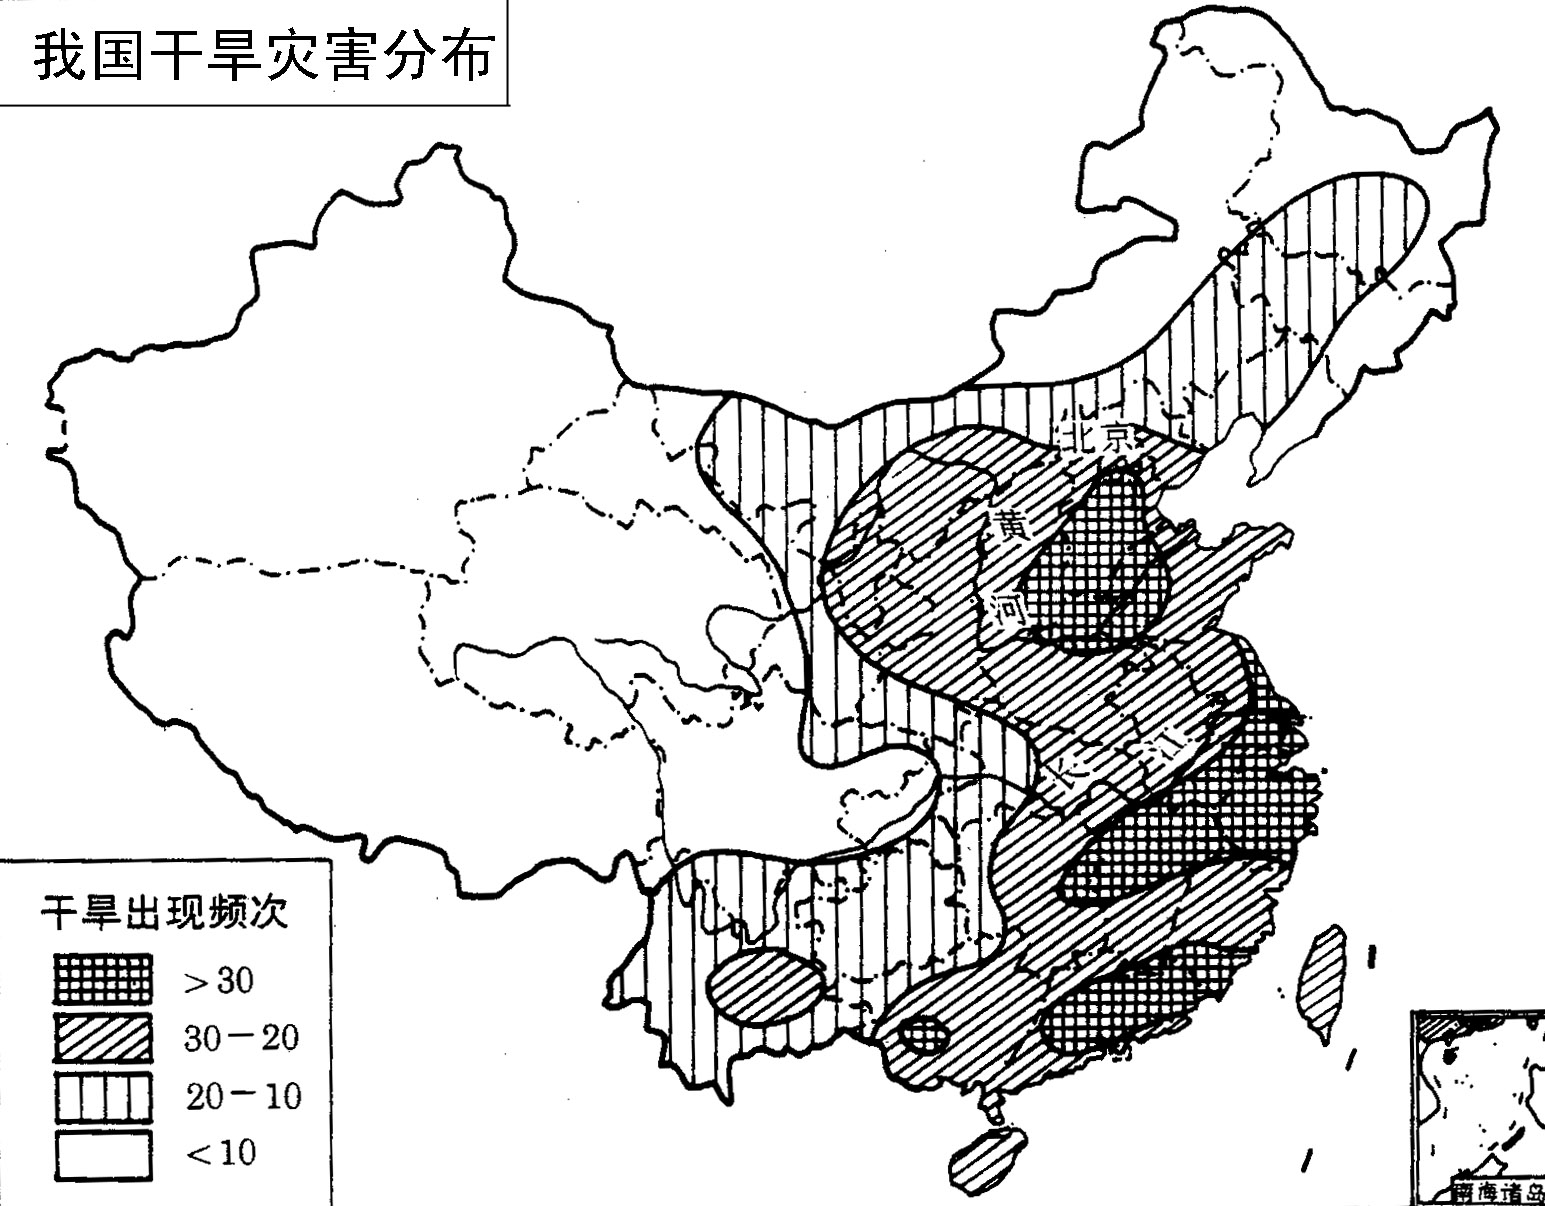 我国干旱灾害分布
北京
黄
河
长
江
干旱出现频次
>30
30-20
20-10
<10
南海诸岛